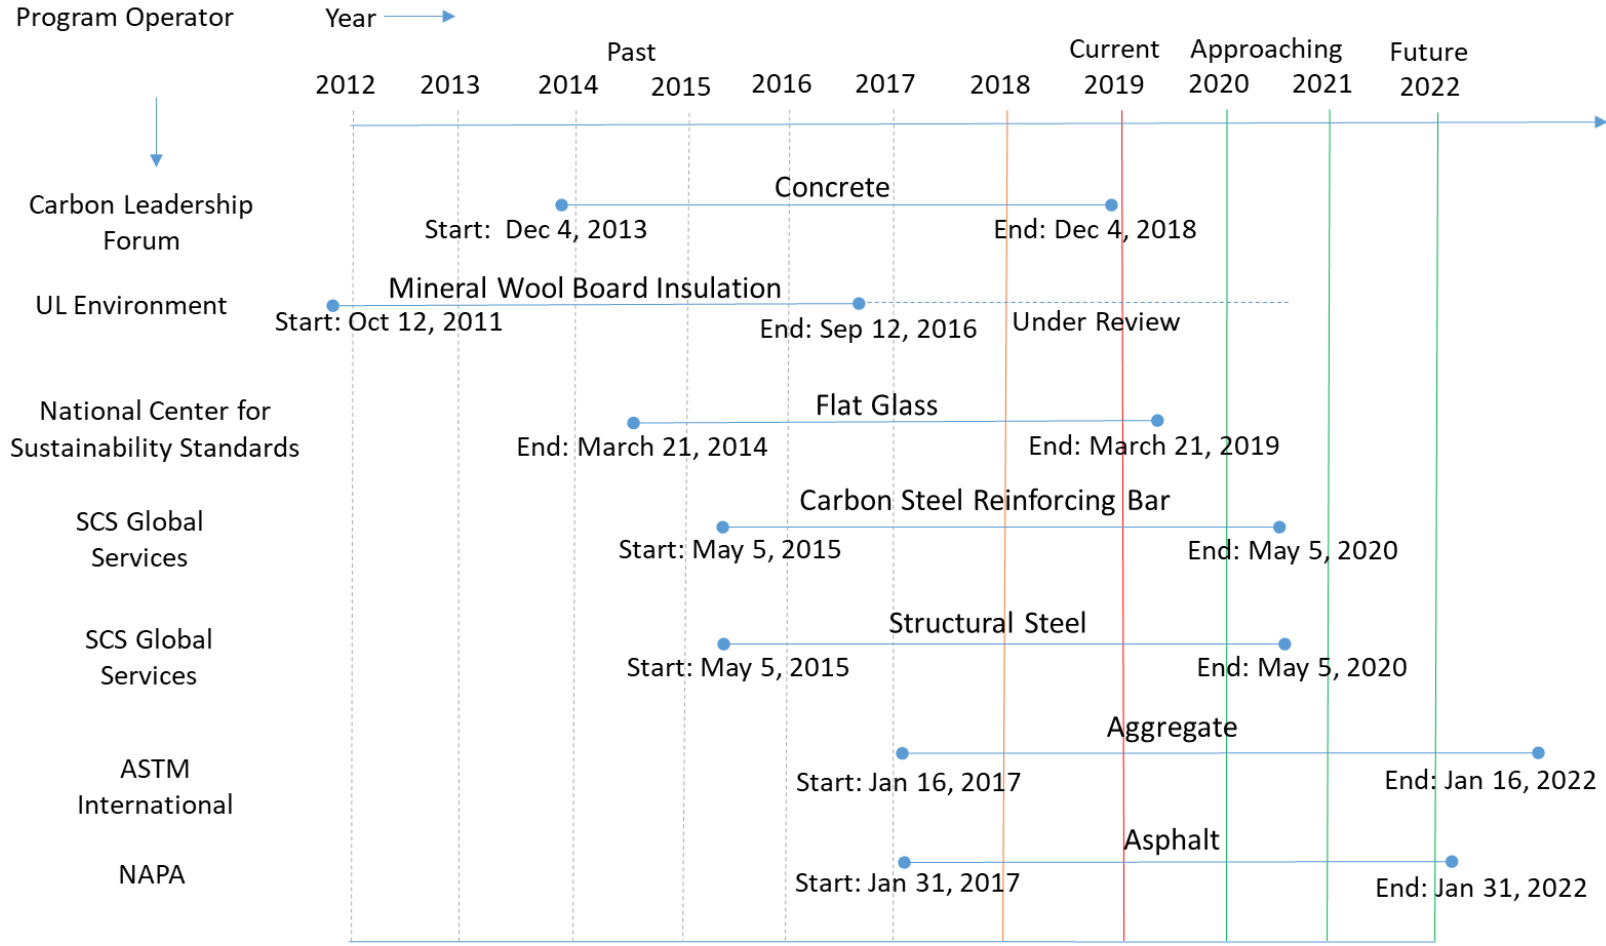 Program Operator
Year
Past
Current
Approaching
Future
2012
2013
2014
2015
2016
2017
2018
2019
2020
2021
2022
Carbon Leadership
Forum
Concrete
Start:  Dec 4, 2013
End: Dec 4, 2018
UL Environment
Mineral Wool Board Insulation
Start: Oct 12, 2011
End: Sep 12, 2016
Under Review
National Center for
Sustainability Standards
Flat Glass
End: March 21, 2014
End: March 21, 2019
SCS Global
Services
Carbon Steel Reinforcing Bar
Start: May 5, 2015
End: May 5, 2020
SCS Global
Services
Structural Steel
Start: May 5, 2015
End: May 5, 2020
ASTM
International
Aggregate
Start: Jan 16, 2017
End: Jan 16, 2022
NAPA
Asphalt
Start: Jan 31, 2017
End: Jan 31, 2022